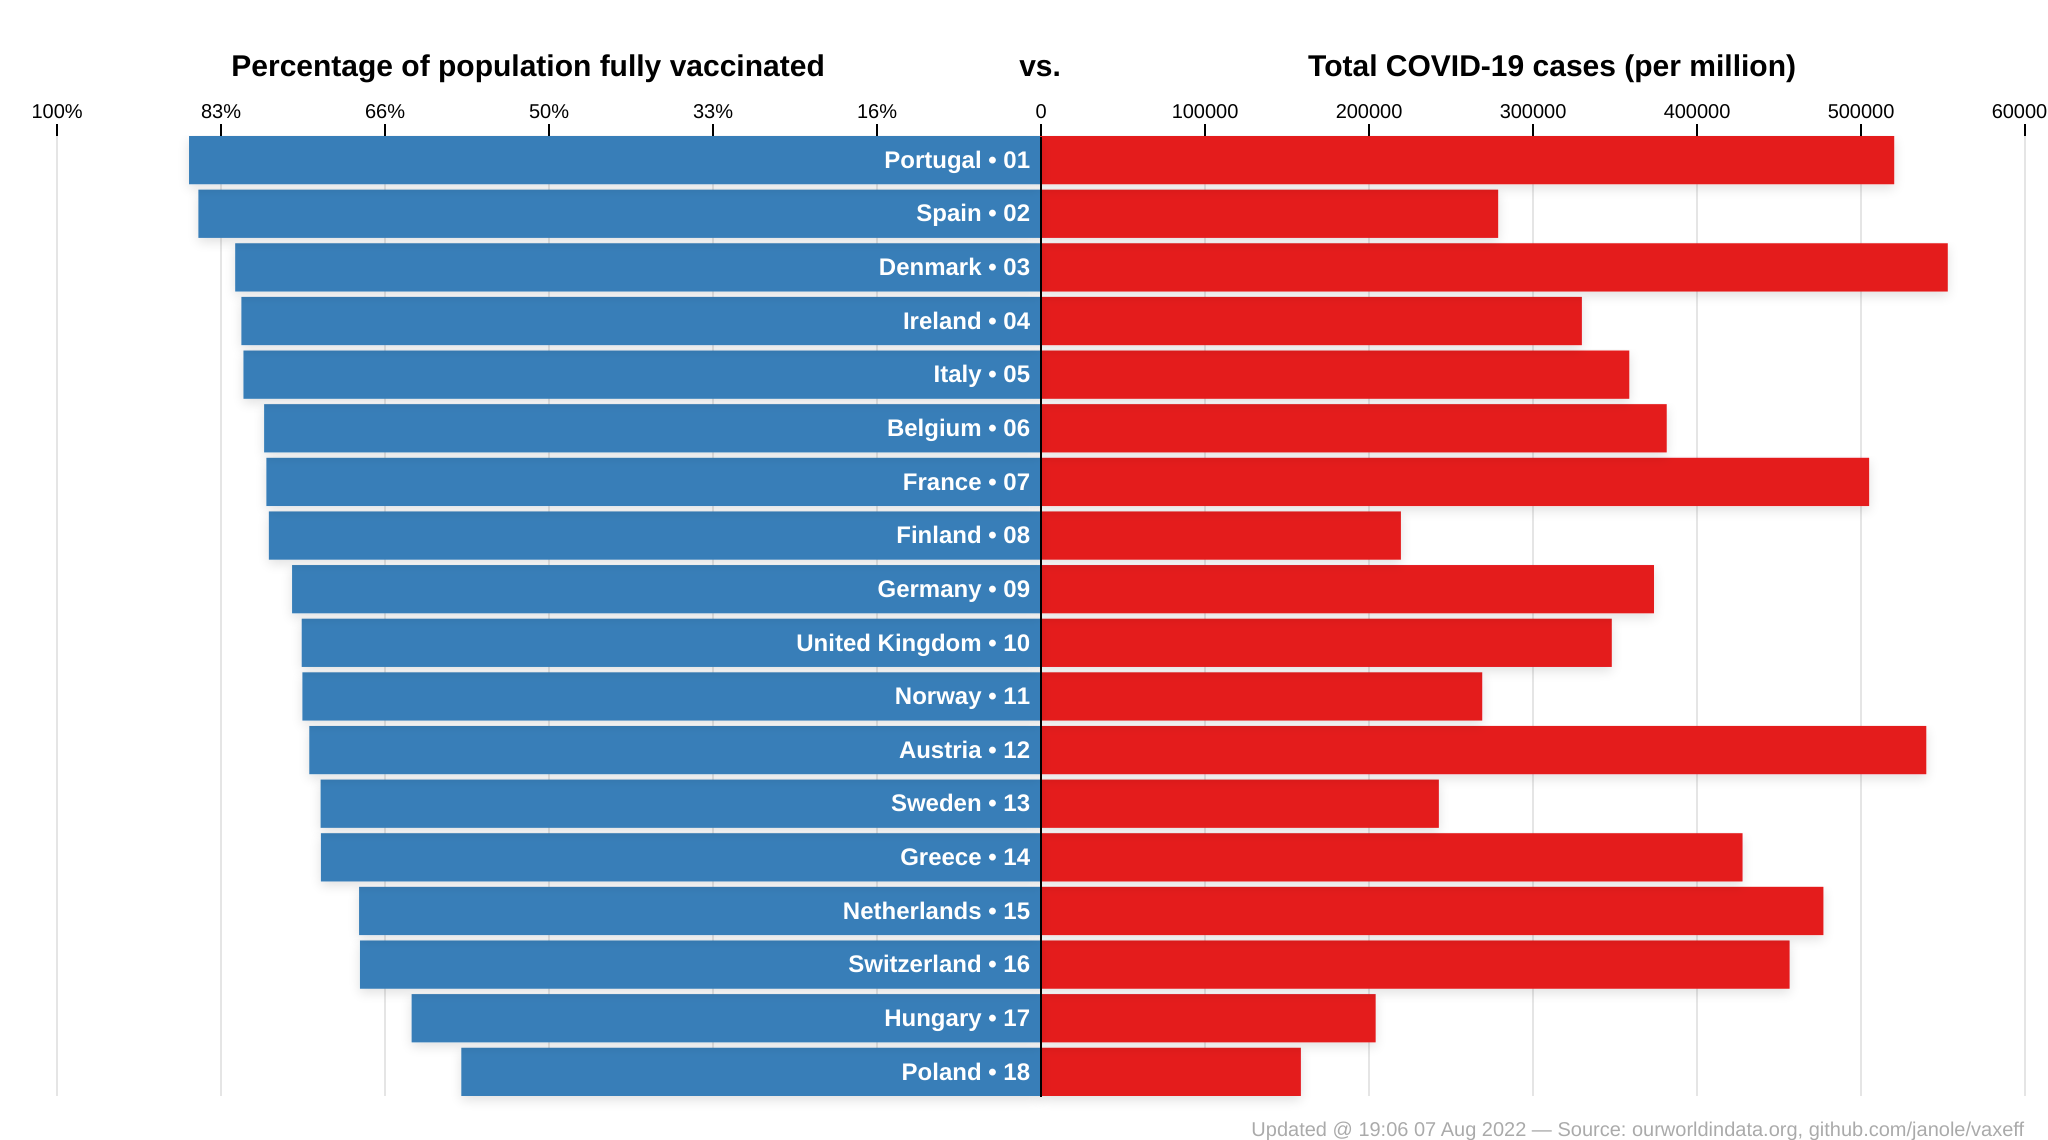 Percentage of population fully vaccinated vs. Total COVID-19 cases (per million)
100% 83% 66% 50% 33% 16% 0 100000 200000 300000 400000 500000 60000
Portugal • 01
Spain • 02
Denmark • 03
Ireland • 04
Italy • 05
Belgium • 06
France • 07
Finland • 08
Germany • 09
United Kingdom • 10
Norway • 11
Austria • 12
Sweden • 13
Greece • 14
Netherlands • 15
Switzerland • 16
Hungary • 17
Poland • 18
Updated @ 19:06 07 Aug 2022 — Source: ourworldindata.org, github.com/janole/vaxeff